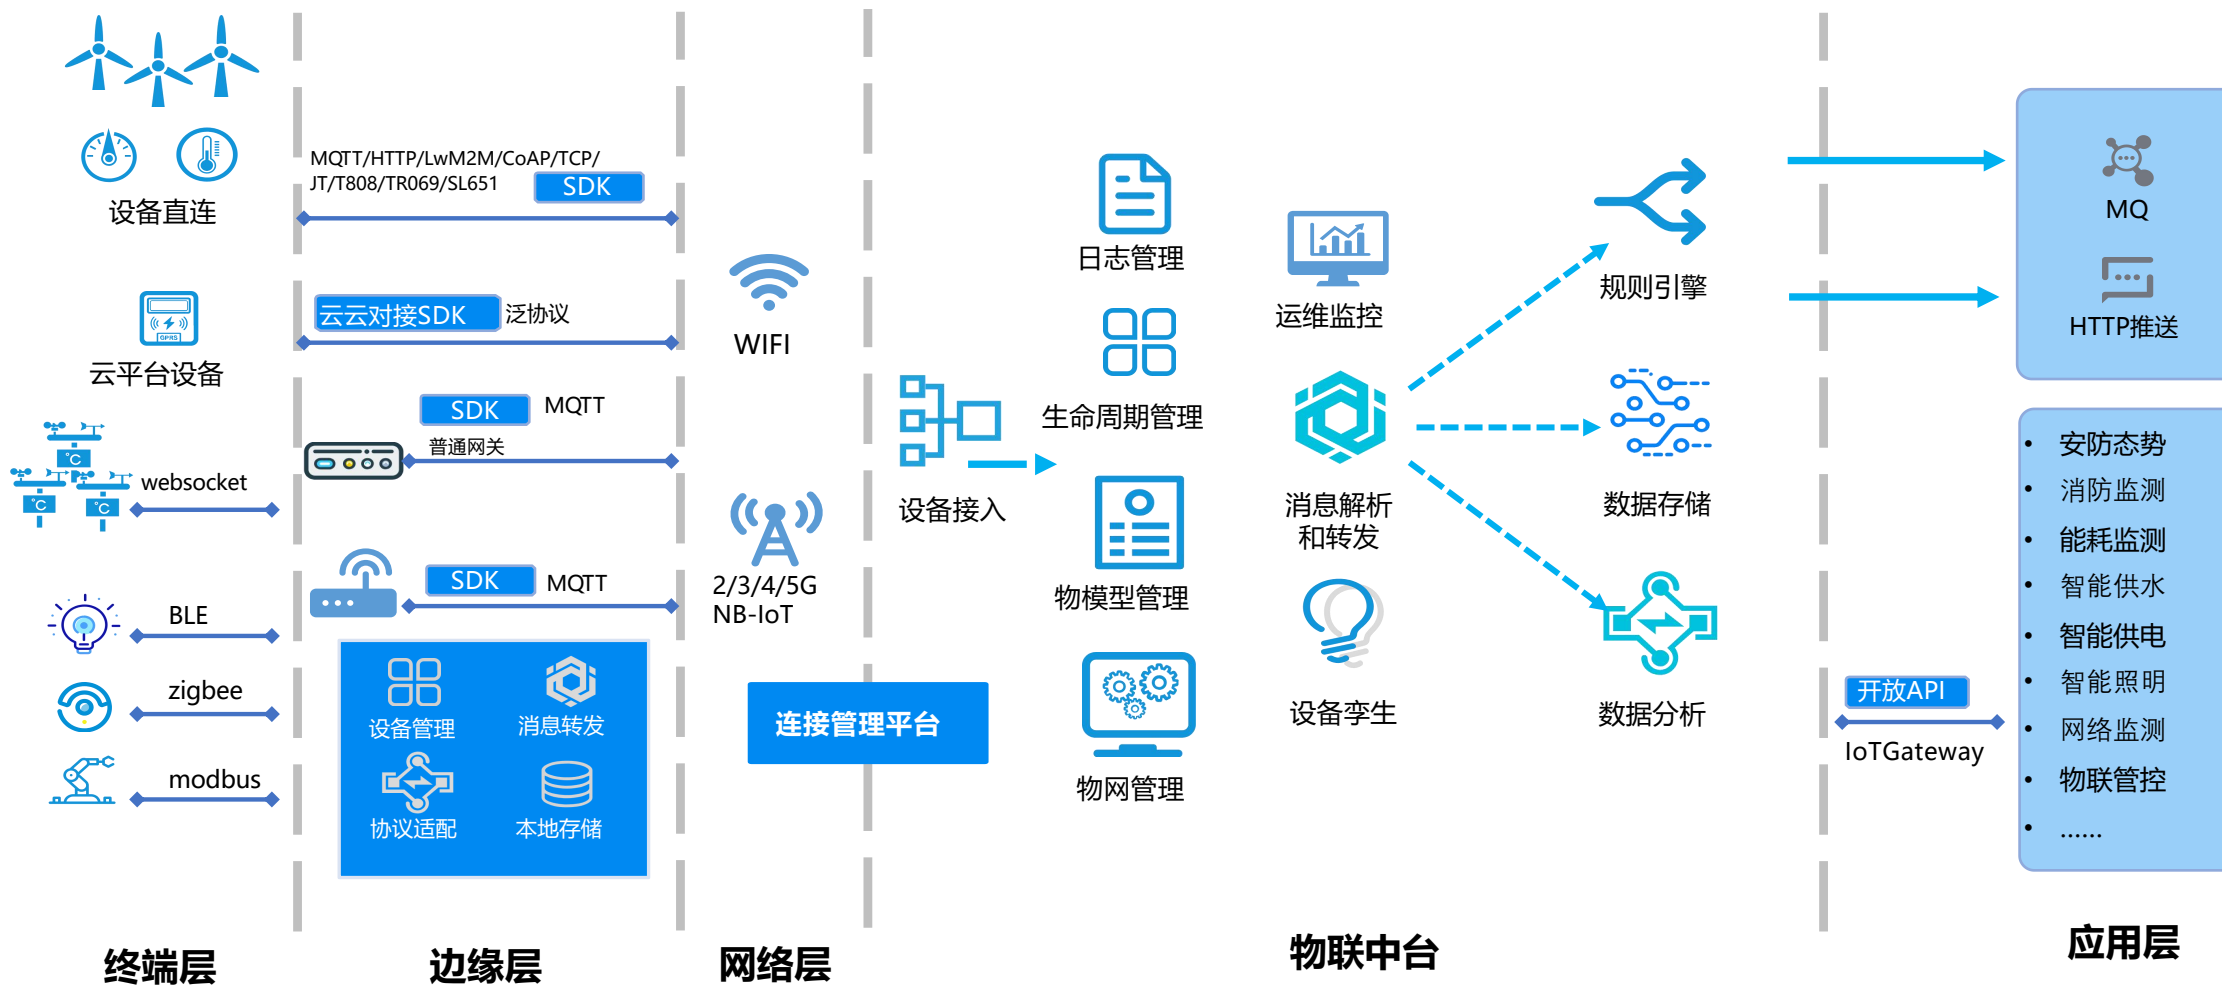 设备直连
云平台设备
websocket
BLE
zigbee
modbus
终端层
MQTT/HTTP/LwM2M/CoAP/TCP/
JT/T808/TR069/SL651
SDK
云云对接SDK
泛协议
SDK
MQTT
普通网关
SDK
MQTT
设备管理
消息转发
协议适配
本地存储
边缘层
WIFI
2/3/4/5G
NB-IoT
连接管理平台
网络层
设备接入
日志管理
生命周期管理
物模型管理
物网管理
运维监控
消息解析
和转发
设备孪生
规则引擎
数据存储
数据分析
物联中台
开放API
IoTGateway
MQ
HTTP推送
• 安防态势
• 消防监测
• 能耗监测
• 智能供水
• 智能供电
• 智能照明
• 网络监测
• 物联管控
• ......
应用层
°C
°C
°C
GPRS